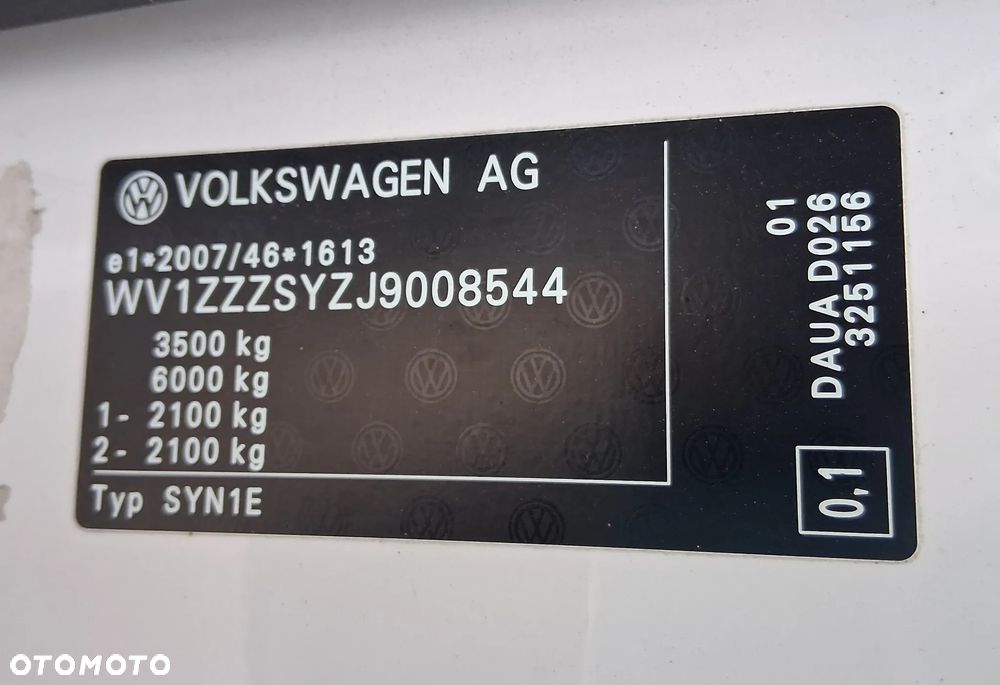 VOLKSWAGEN AG
e1*2007/46*1613
WV1ZZZSYZJ9008544
3500 kg
6000 kg
1- 2100 kg
2- 2100 kg
Typ SYN1E
01
DAUA D026
3251156
0,1
OTOMOTO